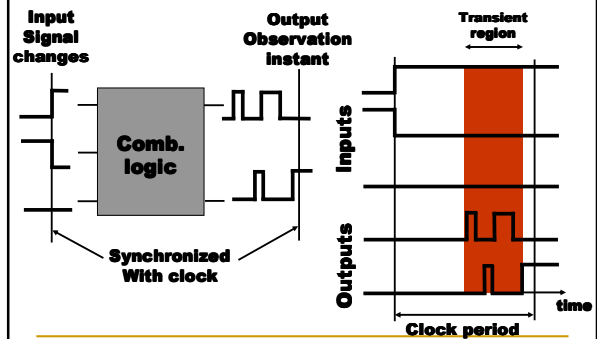 Input
Signal
changes
Output
Observation
instant
Transient
region
Comb.
logic
Inputs
Outputs
Synchronized
With clock
time
Clock period